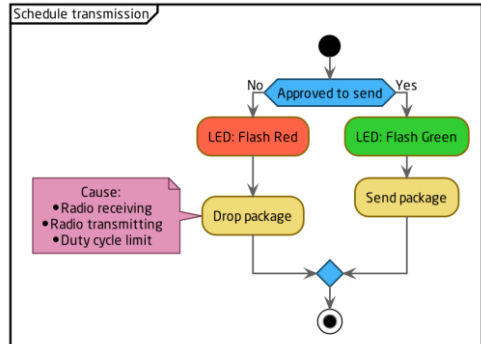 Schedule transmission
Approved to send
No
Yes
LED: Flash Red
LED: Flash Green
Cause:
•Radio receiving
•Radio transmitting
•Duty cycle limit
Drop package
Send package